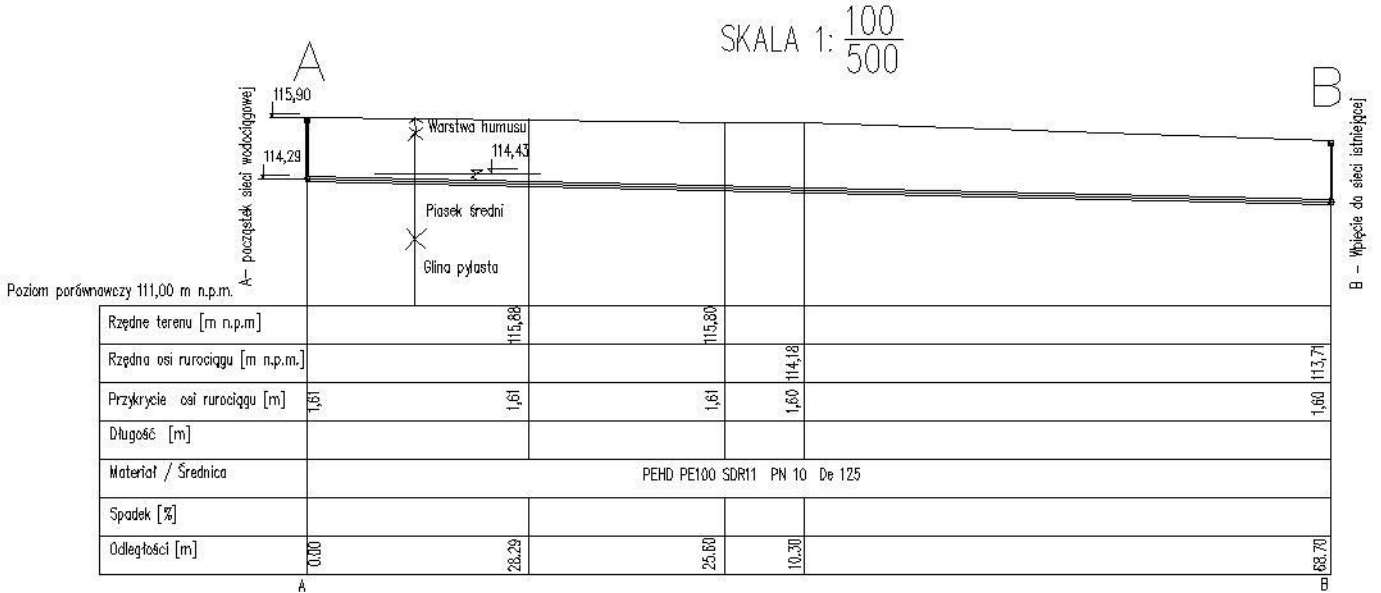 SKALA 1: 100/500
A
B
115,90
Warstwa humusu
114,43
114,29
Piasek średni
Glina pylasta
A– początek sieci wodociągowej
B – Wpięcie do sieci istniejącej
Poziom porównawczy 111,00 m n.p.m.
Rzędne terenu [m n.p.m] 115,88 115,80
Rzędna osi rurociągu [m n.p.m.] 114,18 113,71
Przykrycie osi rurociągu [m] 1,61 1,61 1,61 1,60 1,60
Długość [m]
Materiał / Średnica PEHD PE100 SDR11 PN 10 De 125
Spadek [%]
Odległości [m] 0.00 28.29 25.60 10.30 68.70
A B